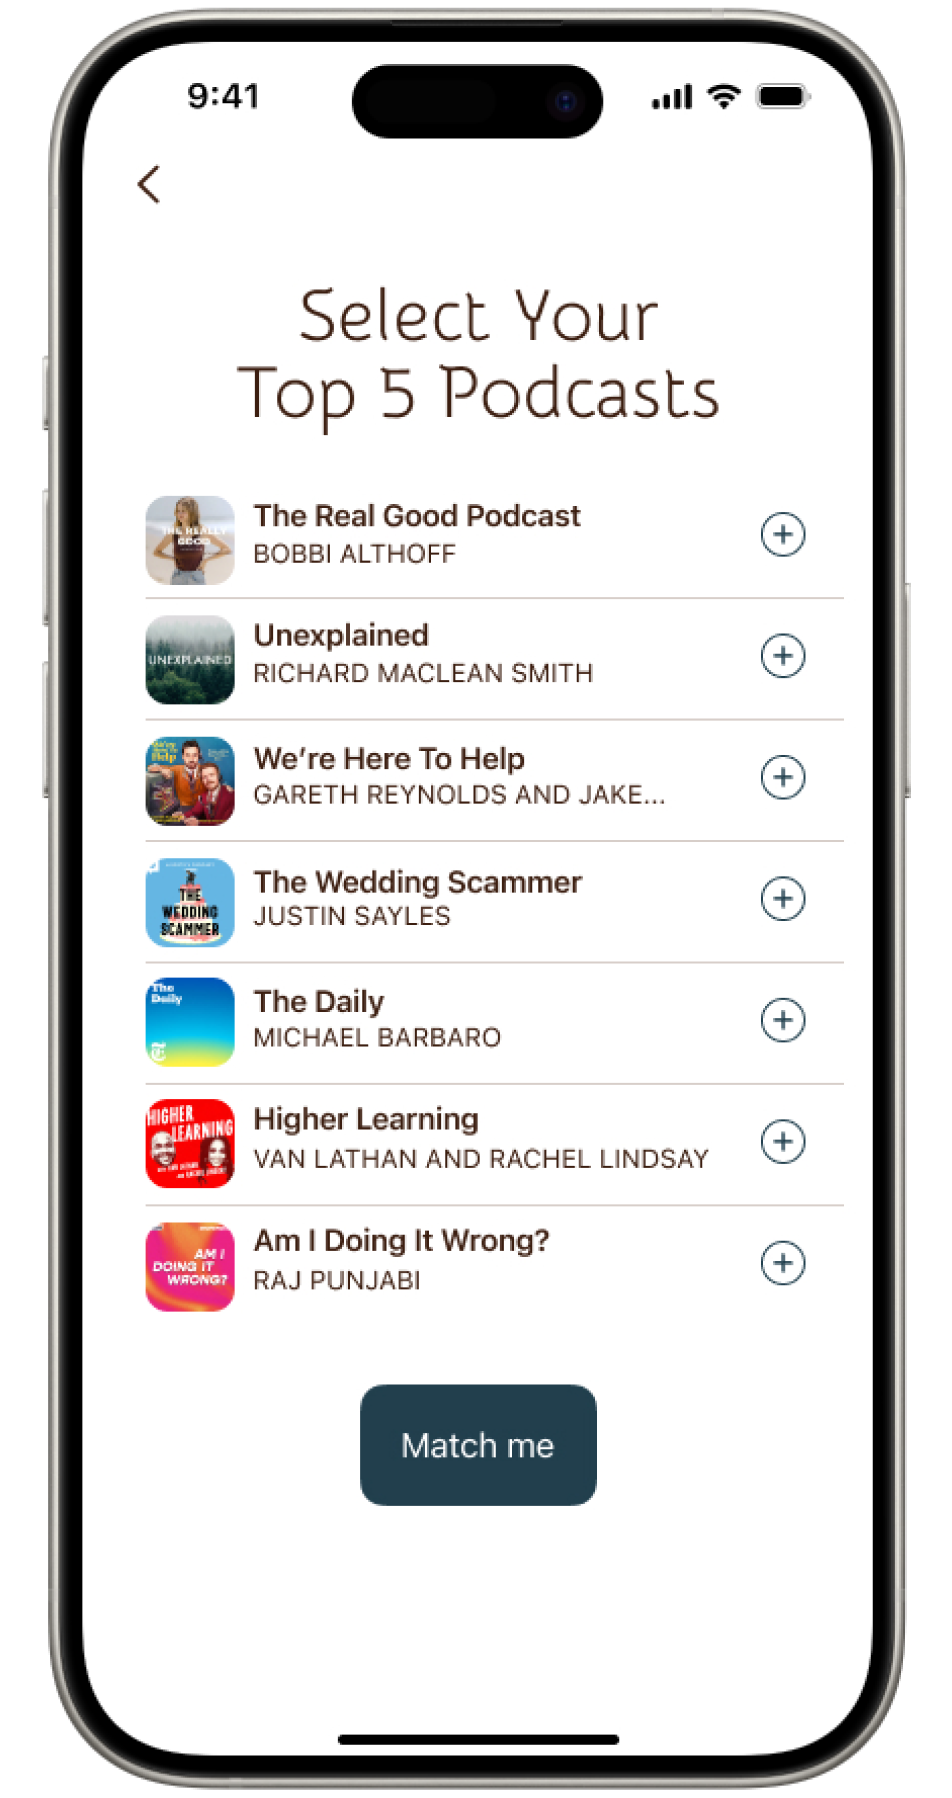 9:41
Select Your
Top 5 Podcasts
THE REALLY
GOOD
The Real Good Podcast
BOBBI ALTHOFF
UNEXPLAINED
Unexplained
RICHARD MACLEAN SMITH
We're
Here To
Help
We’re Here To Help
GARETH REYNOLDS AND JAKE...
THE
WEDDING
SCAMMER
The Wedding Scammer
JUSTIN SAYLES
The
Daily
The Daily
MICHAEL BARBARO
HIGHER
LEARNING
Higher Learning
VAN LATHAN AND RACHEL LINDSAY
AM I
DOING IT
WRONG?
Am I Doing It Wrong?
RAJ PUNJABI
Match me